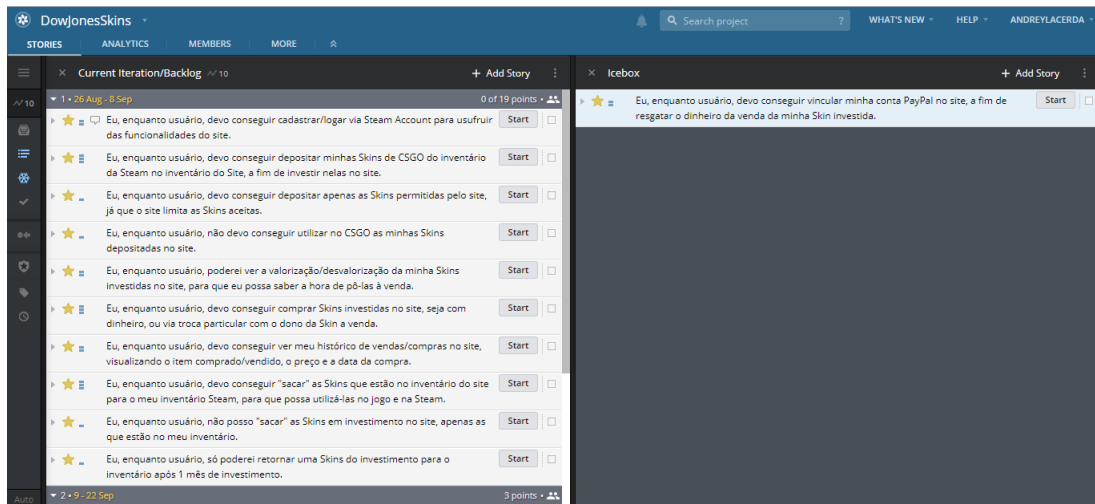 DowJonesSkins
Search project ?
WHAT'S NEW
HELP
ANDREYLACERDA
STORIES
ANALYTICS
MEMBERS
MORE
× Current Iteration/Backlog 10
+ Add Story
10
1 • 26 Aug - 8 Sep
0 of 19 points •
Eu, enquanto usuário, devo conseguir cadastrar/logar via Steam Account para usufruir
das funcionalidades do site.
Start
Eu, enquanto usuário, devo conseguir depositar minhas Skins de CSGO do inventário
da Steam no inventário do Site, a fim de investir nelas no site.
Start
Eu, enquanto usuário, devo conseguir depositar apenas as Skins permitidas pelo site,
já que o site limita as Skins aceitas.
Start
Eu, enquanto usuário, não devo conseguir utilizar no CSGO as minhas Skins
depositadas no site.
Start
Eu, enquanto usuário, poderei ver a valorização/desvalorização da minha Skins
investidas no site, para que eu possa saber a hora de pô-las à venda.
Start
Eu, enquanto usuário, devo conseguir comprar Skins investidas no site, seja com
dinheiro, ou via troca particular com o dono da Skin a venda.
Start
Eu, enquanto usuário, devo conseguir ver meu histórico de vendas/compras no site,
visualizando o item comprado/vendido, o preço e a data da compra.
Start
Eu, enquanto usuário, devo conseguir "sacar" as Skins que estão no inventário do site
para o meu inventário Steam, para que possa utilizá-las no jogo e na Steam.
Start
Eu, enquanto usuário, não posso "sacar" as Skins em investimento no site, apenas as
que estão no meu inventário.
Start
Eu, enquanto usuário, só poderei retornar uma Skins do investimento para o
inventário após 1 mês de investimento.
Start
2 • 9 - 22 Sep
3 points •
Auto
× Icebox
+ Add Story
Eu, enquanto usuário, devo conseguir vincular minha conta PayPal no site, a fim de
resgatar o dinheiro da venda da minha Skin investida.
Start